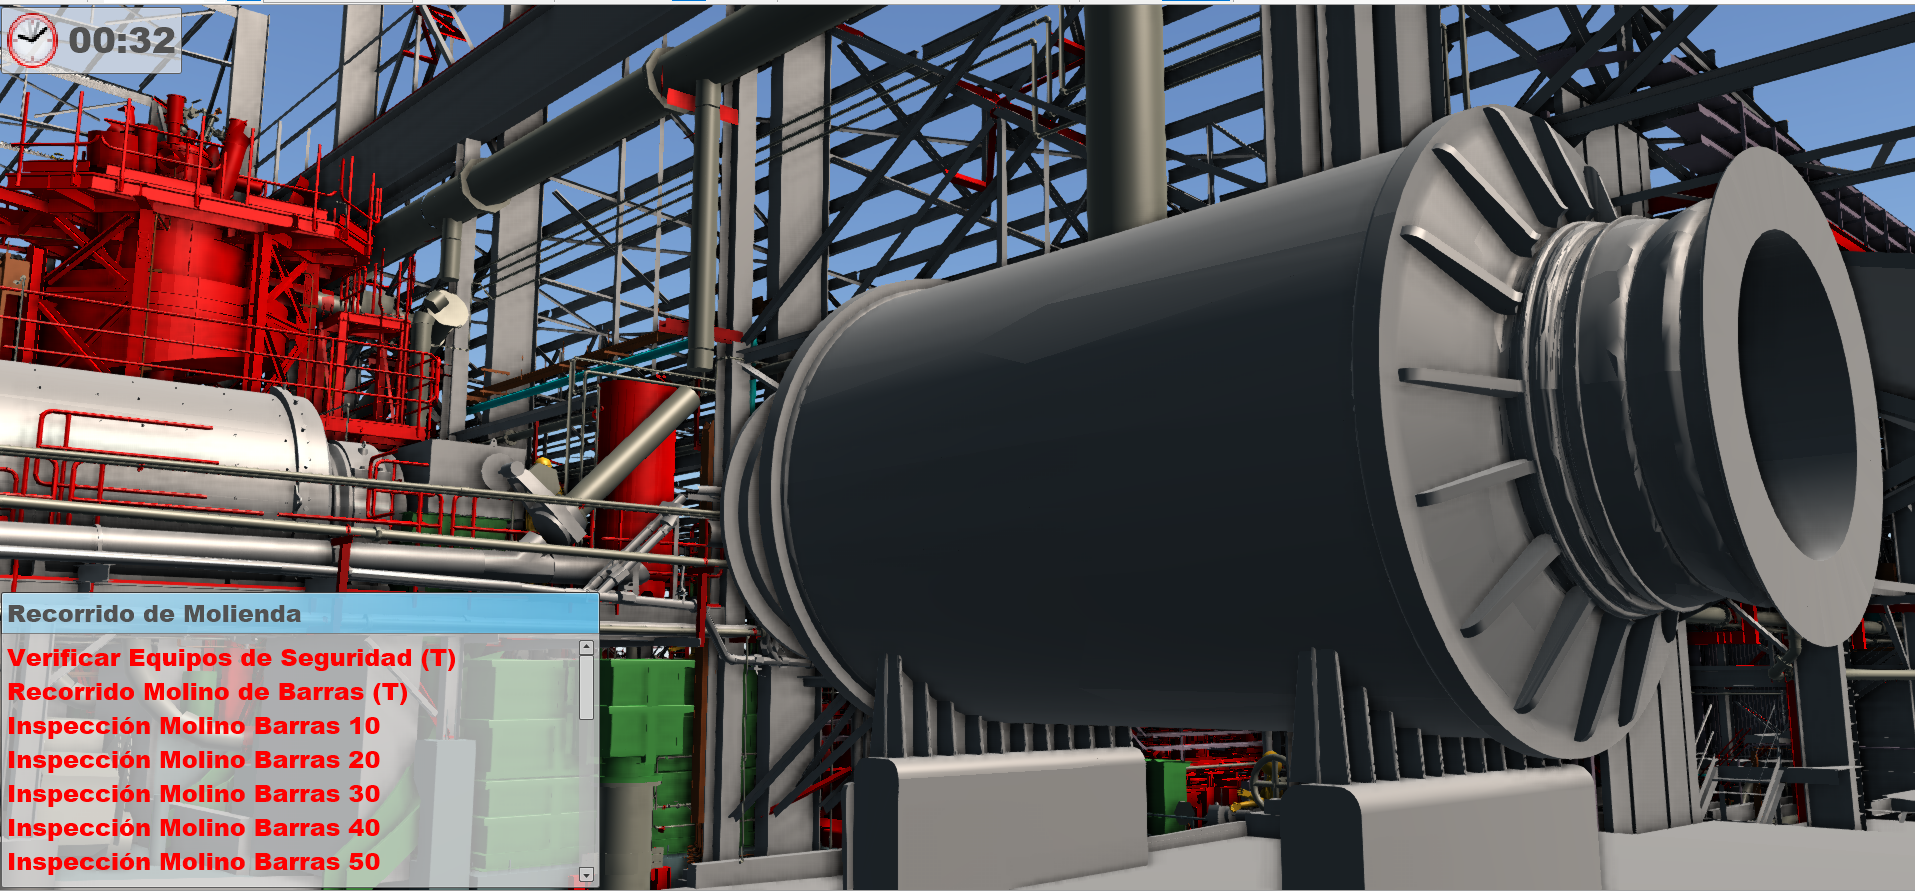 00:32
Recorrido de Molienda
Verificar Equipos de Seguridad (T)
Recorrido Molino de Barras (T)
Inspección Molino Barras 10
Inspección Molino Barras 20
Inspección Molino Barras 30
Inspección Molino Barras 40
Inspección Molino Barras 50